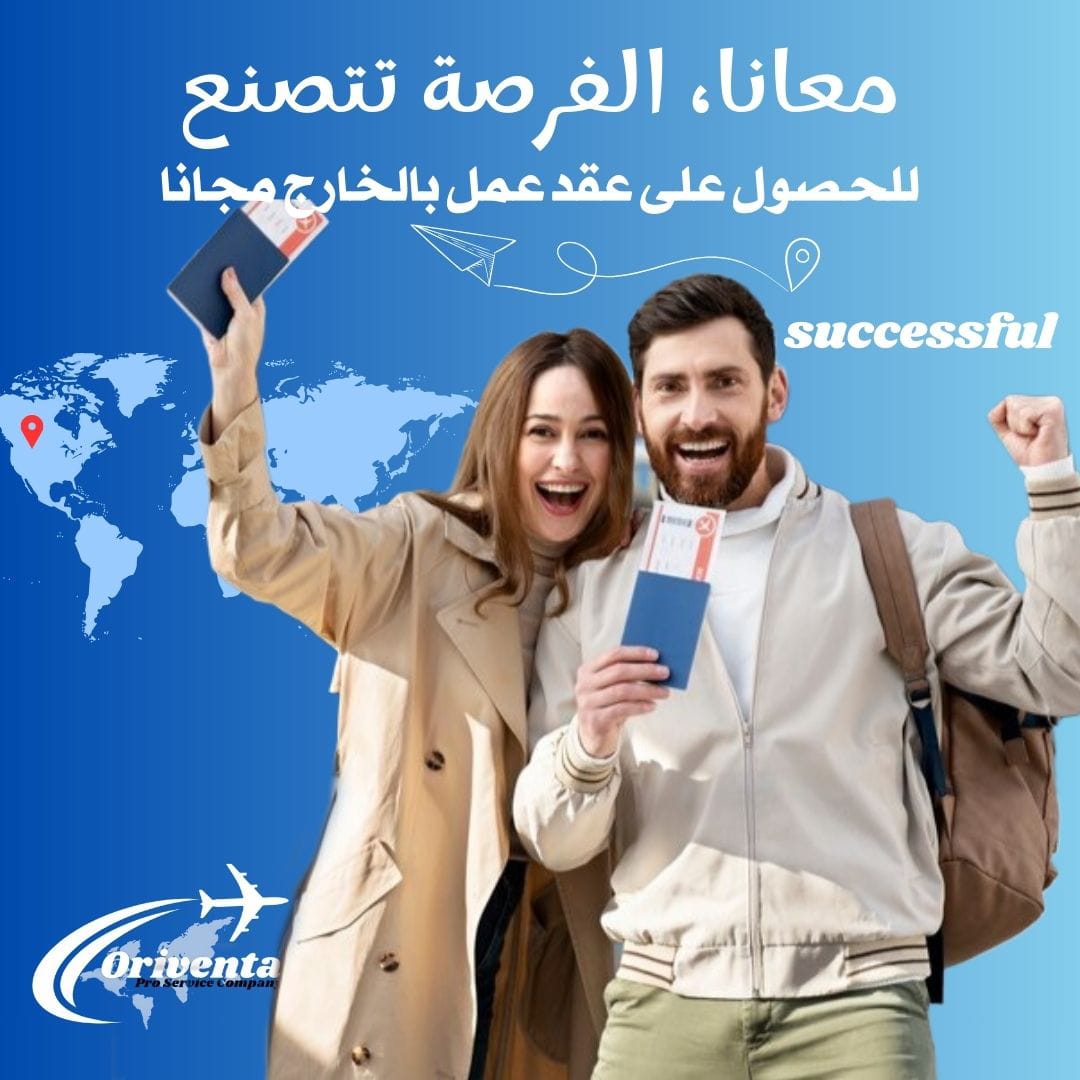 معانا، الفرصة تتصنع
للحصول على عقد عمل بالخارج مجانا
successful
Oriventa
Pro Service Company